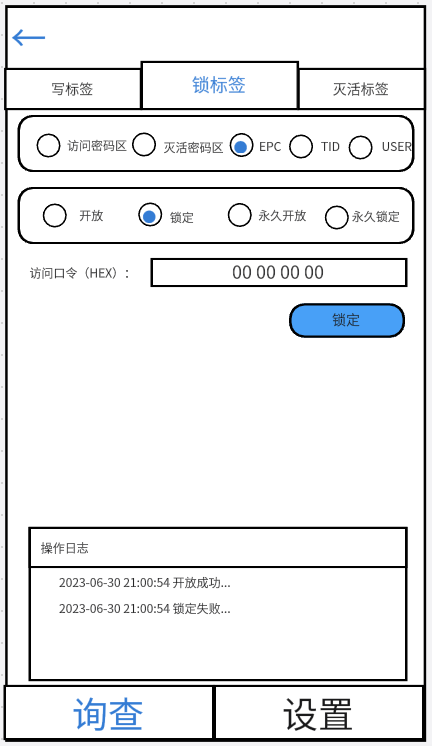 写标签 锁标签 灭活标签
访问密码区 灭活密码区 EPC TID USER
开放 锁定 永久开放 永久锁定
访问口令（HEX）： 00 00 00 00
锁定
操作日志
2023-06-30 21:00:54 开放成功...
2023-06-30 21:00:54 锁定失败...
询查 设置